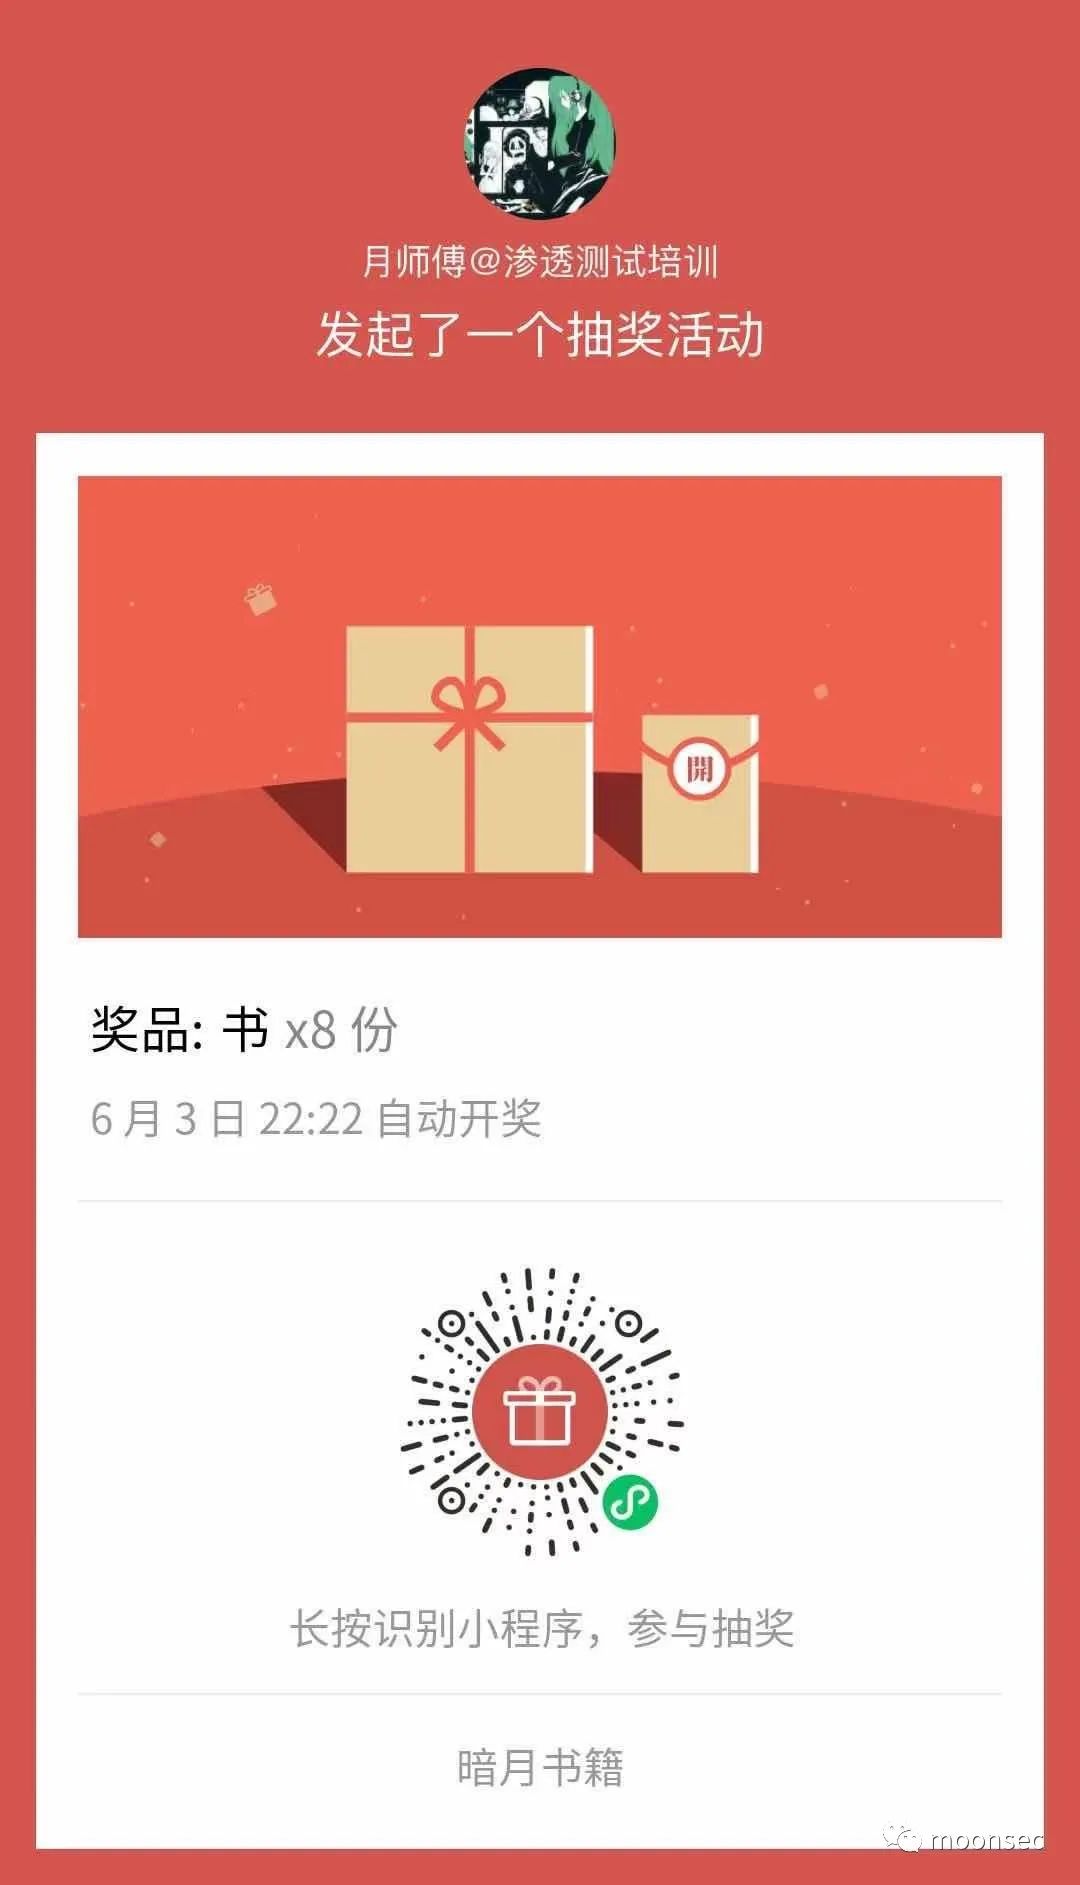 月师傅@渗透测试培训
发起了一个抽奖活动
開
奖品: 书 x8 份
6 月 3 日 22:22 自动开奖
长按识别小程序，参与抽奖
暗月书籍
moonsec